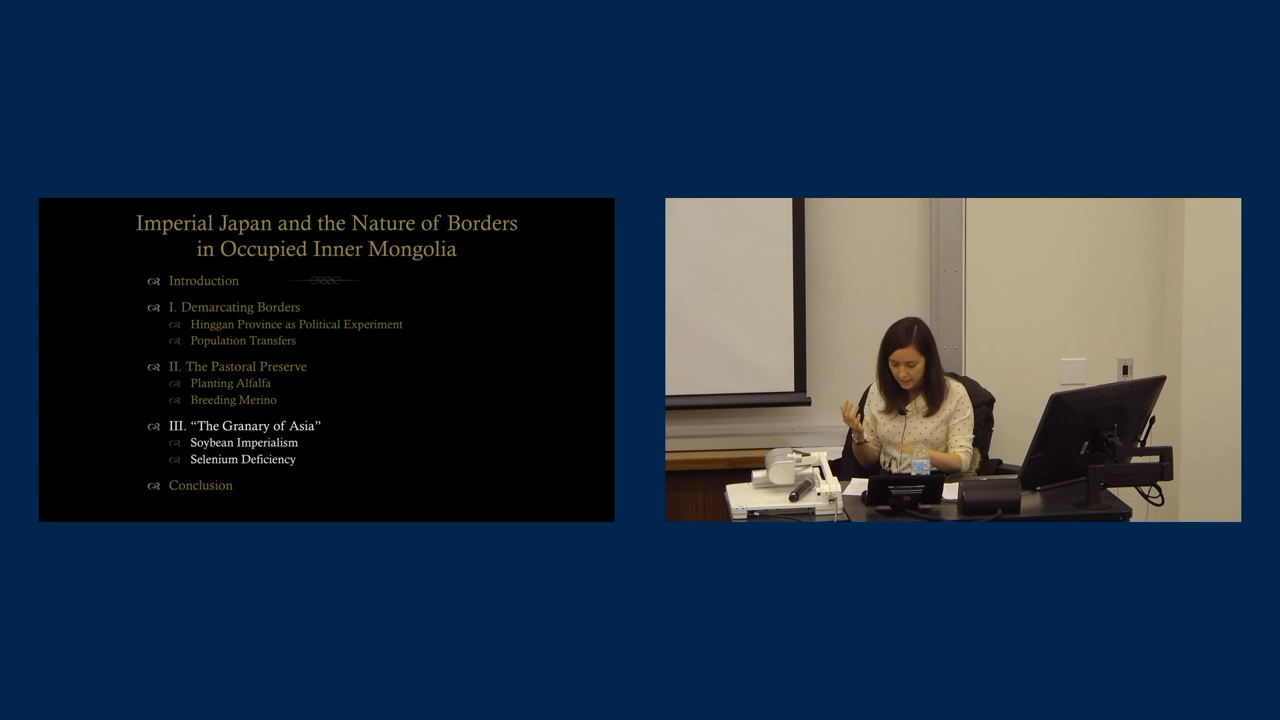 Imperial Japan and the Nature of Borders
in Occupied Inner Mongolia
Introduction
I. Demarcating Borders
Hinggan Province as Political Experiment
Population Transfers
II. The Pastoral Preserve
Planting Alfalfa
Breeding Merino
III. “The Granary of Asia”
Soybean Imperialism
Selenium Deficiency
Conclusion